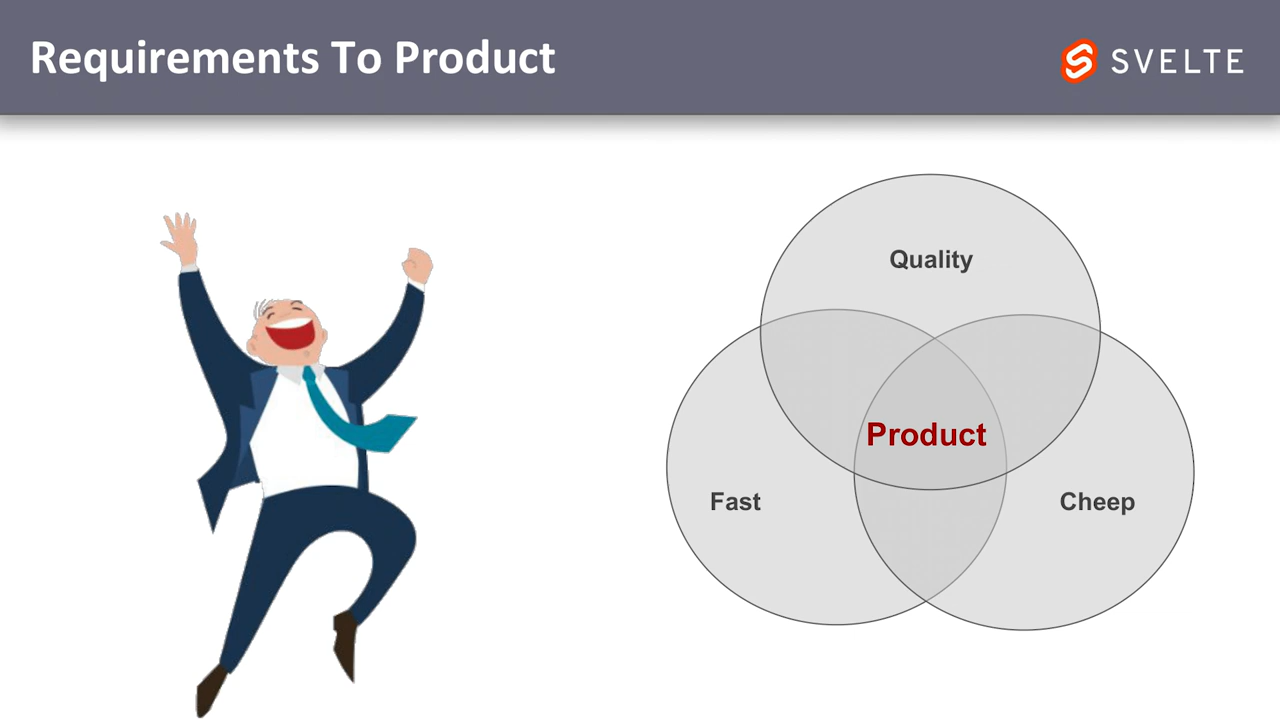 Requirements To Product
SVELTE
Quality
Product
Fast
Cheep